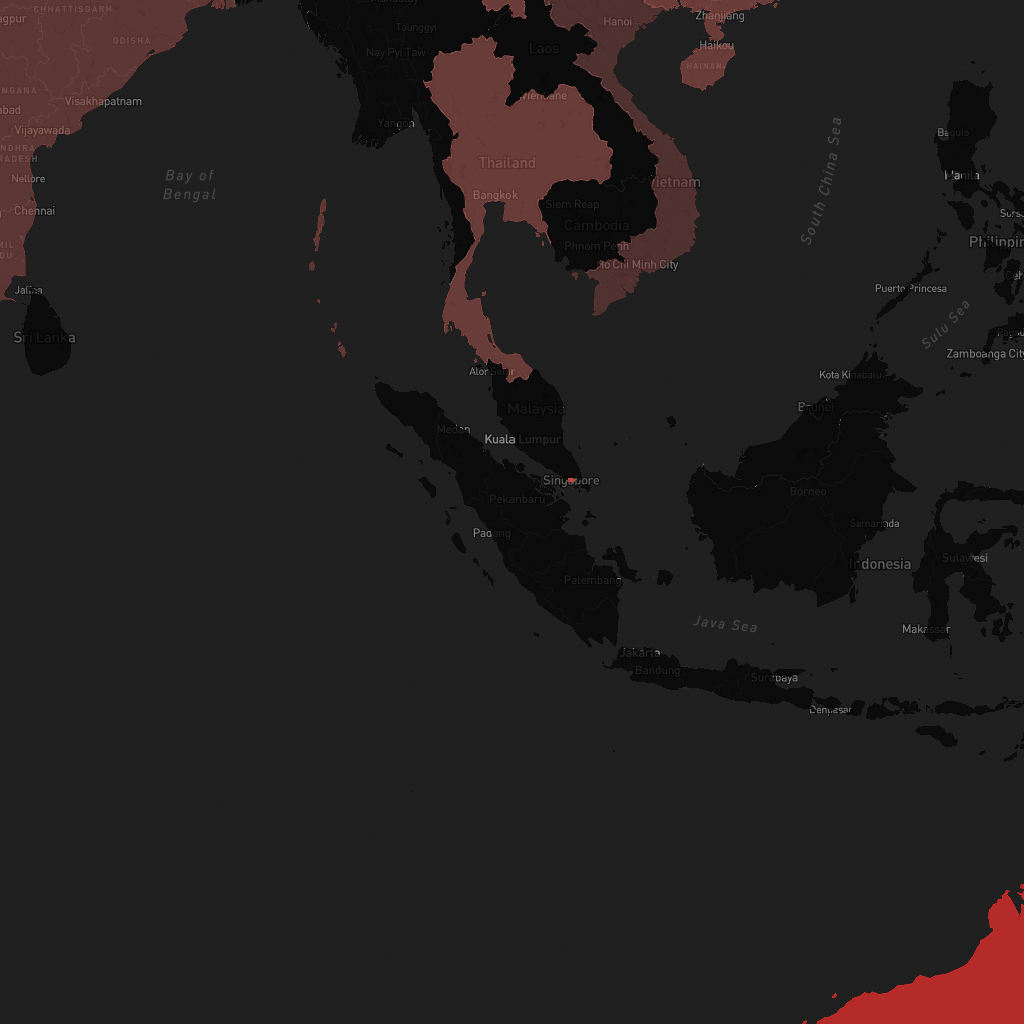 CHHATTISGARH
Mandalay
Taunggyi
Hanoi
Zhanjiang
ODISHA
Nay Pyi Taw
Laos
Haikou
HAINAN
Visakhapatnam
Vientiane
Vijayawada
Yangon
Baguio
Thailand
Nellore
Bay of
Bengal
Manila
Vietnam
Bangkok
Siem Reap
South China Sea
Chennai
Cambodia
Phnom Penh
Ho Chi Minh City
Jaffna
Puerto Princesa
Sri Lanka
Sulu Sea
Zamboanga City
Alor Setar
Kota Kinabalu
Malaysia
Brunei
Medan
Kuala Lumpur
Singapore
Borneo
Pekanbaru
Samarinda
Padang
Sulawesi
Indonesia
Palembang
Java Sea
Makassar
Jakarta
Bandung
Surabaya
Denpasar